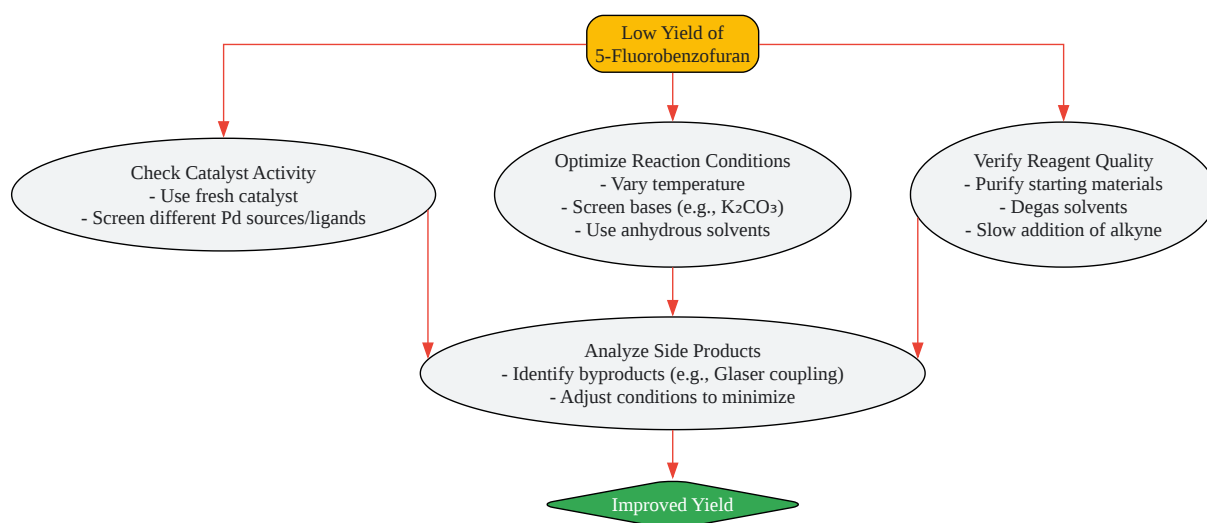 Low Yield of
5-Fluorobenzofuran
Check Catalyst Activity
- Use fresh catalyst
- Screen different Pd sources/ligands
Optimize Reaction Conditions
- Vary temperature
- Screen bases (e.g., K₂CO₃)
- Use anhydrous solvents
Verify Reagent Quality
- Purify starting materials
- Degas solvents
- Slow addition of alkyne
Analyze Side Products
- Identify byproducts (e.g., Glaser coupling)
- Adjust conditions to minimize
Improved Yield